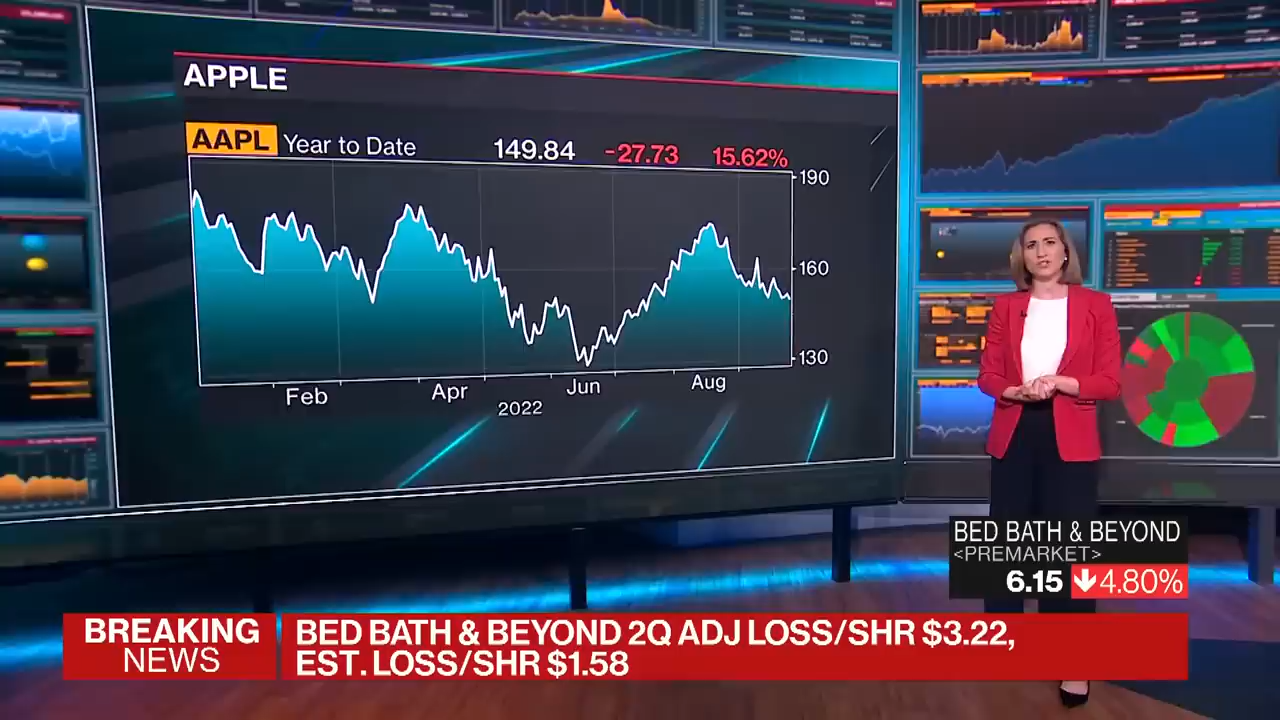 APPLE
AAPL Year to Date 149.84 -27.73 15.62%
190
160
130
Feb Apr Jun Aug
2022
BED BATH & BEYOND
<PREMARKET>
6.15 4.80%
BREAKING NEWS
BED BATH & BEYOND 2Q ADJ LOSS/SHR $3.22,
EST. LOSS/SHR $1.58